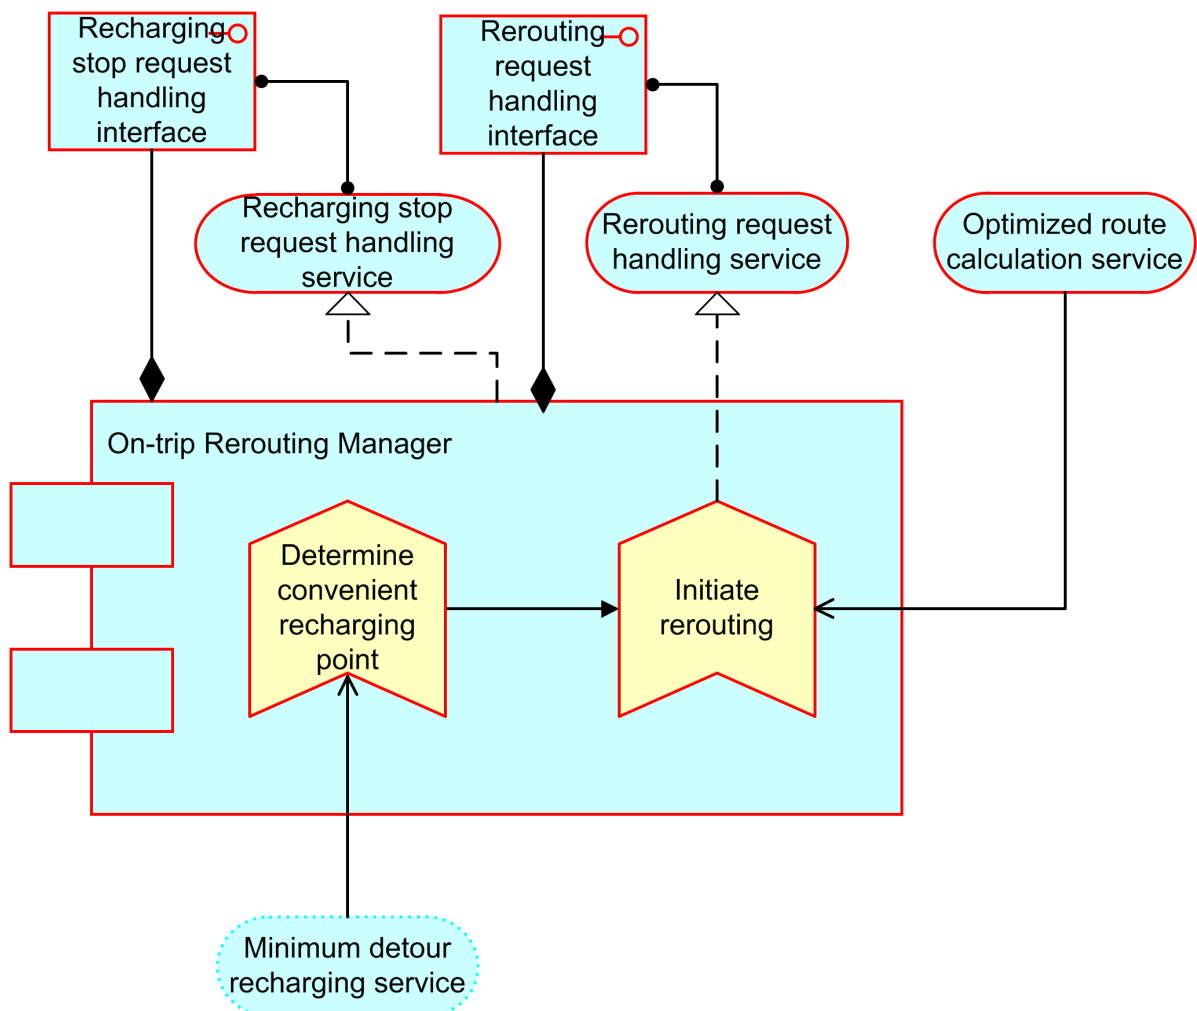 Recharging
stop request
handling
interface
Rerouting
request
handling
interface
Recharging stop
request handling
service
Rerouting request
handling service
Optimized route
calculation service
On-trip Rerouting Manager
Determine
convenient
recharging
point
Initiate
rerouting
Minimum detour
recharging service